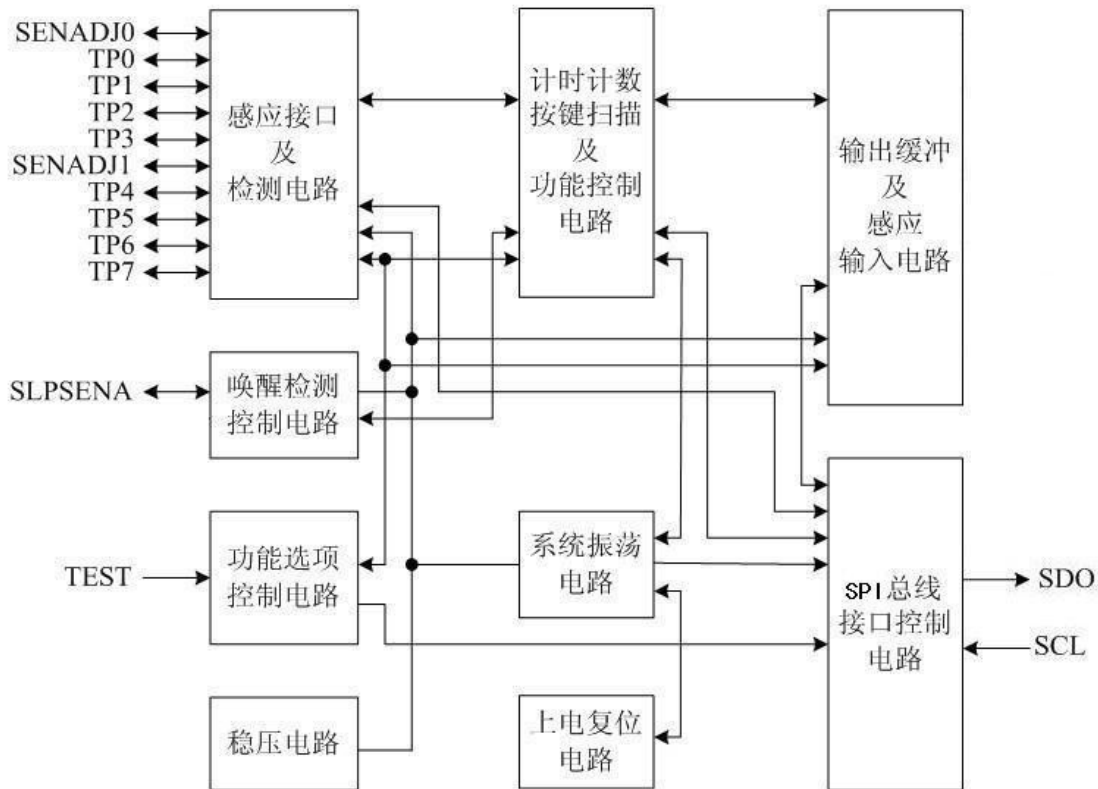 SENADJ0
TP0
TP1
TP2
TP3
SENADJ1
TP4
TP5
TP6
TP7
感应接口
及
检测电路
计时计数
按键扫描
及
功能控制
电路
输出缓冲
及
感应
输入电路
SLPSENA
唤醒检测
控制电路
TEST
功能选项
控制电路
系统振荡
电路
SPI总线
接口控制
电路
SDO
SCL
稳压电路
上电复位
电路